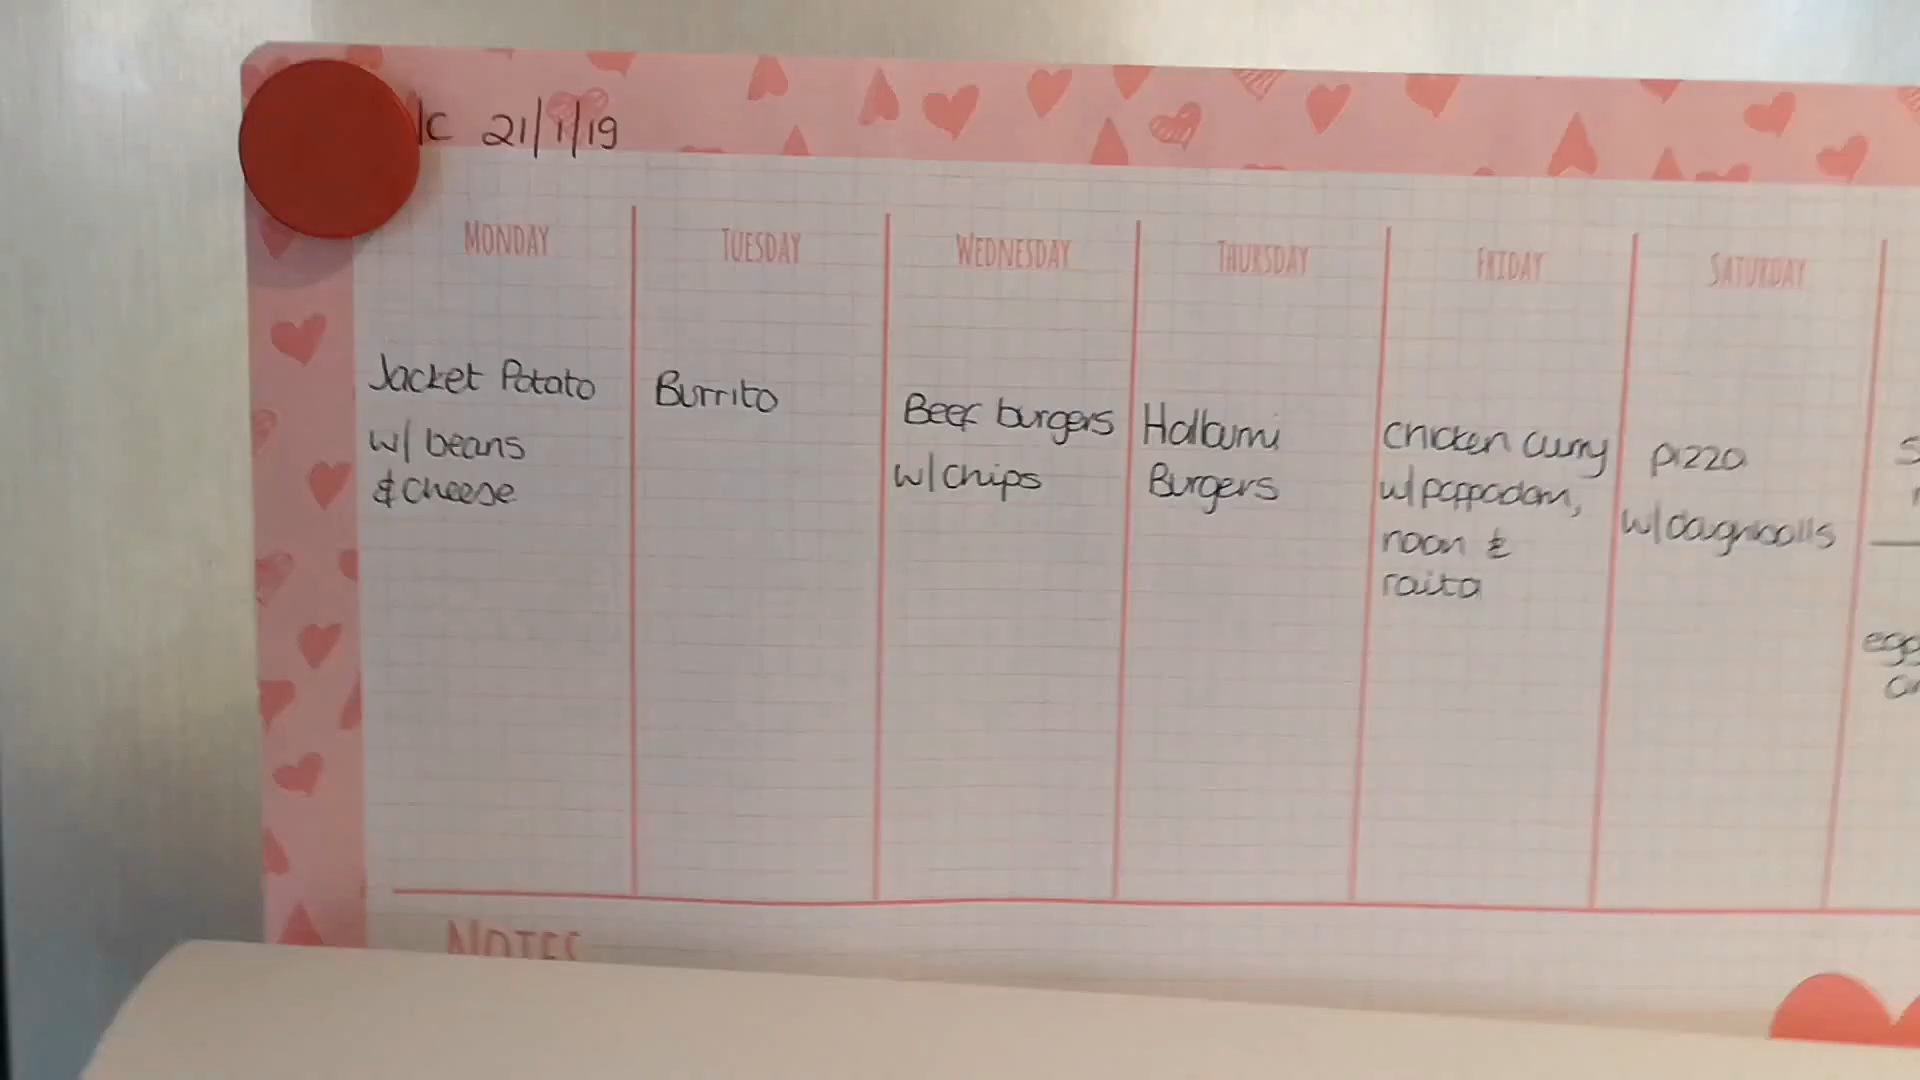 /C 21/1/19
MONDAY
Jacket Potato
w/ beans
& cheese
TUESDAY
Burrito
WEDNESDAY
Beef burgers
w/ chips
THURSDAY
Halloumi
Burgers
FRIDAY
chicken curry
w/ poppadom,
naan &
raita
SATURDAY
pizza
w/ doughballs
NOTES